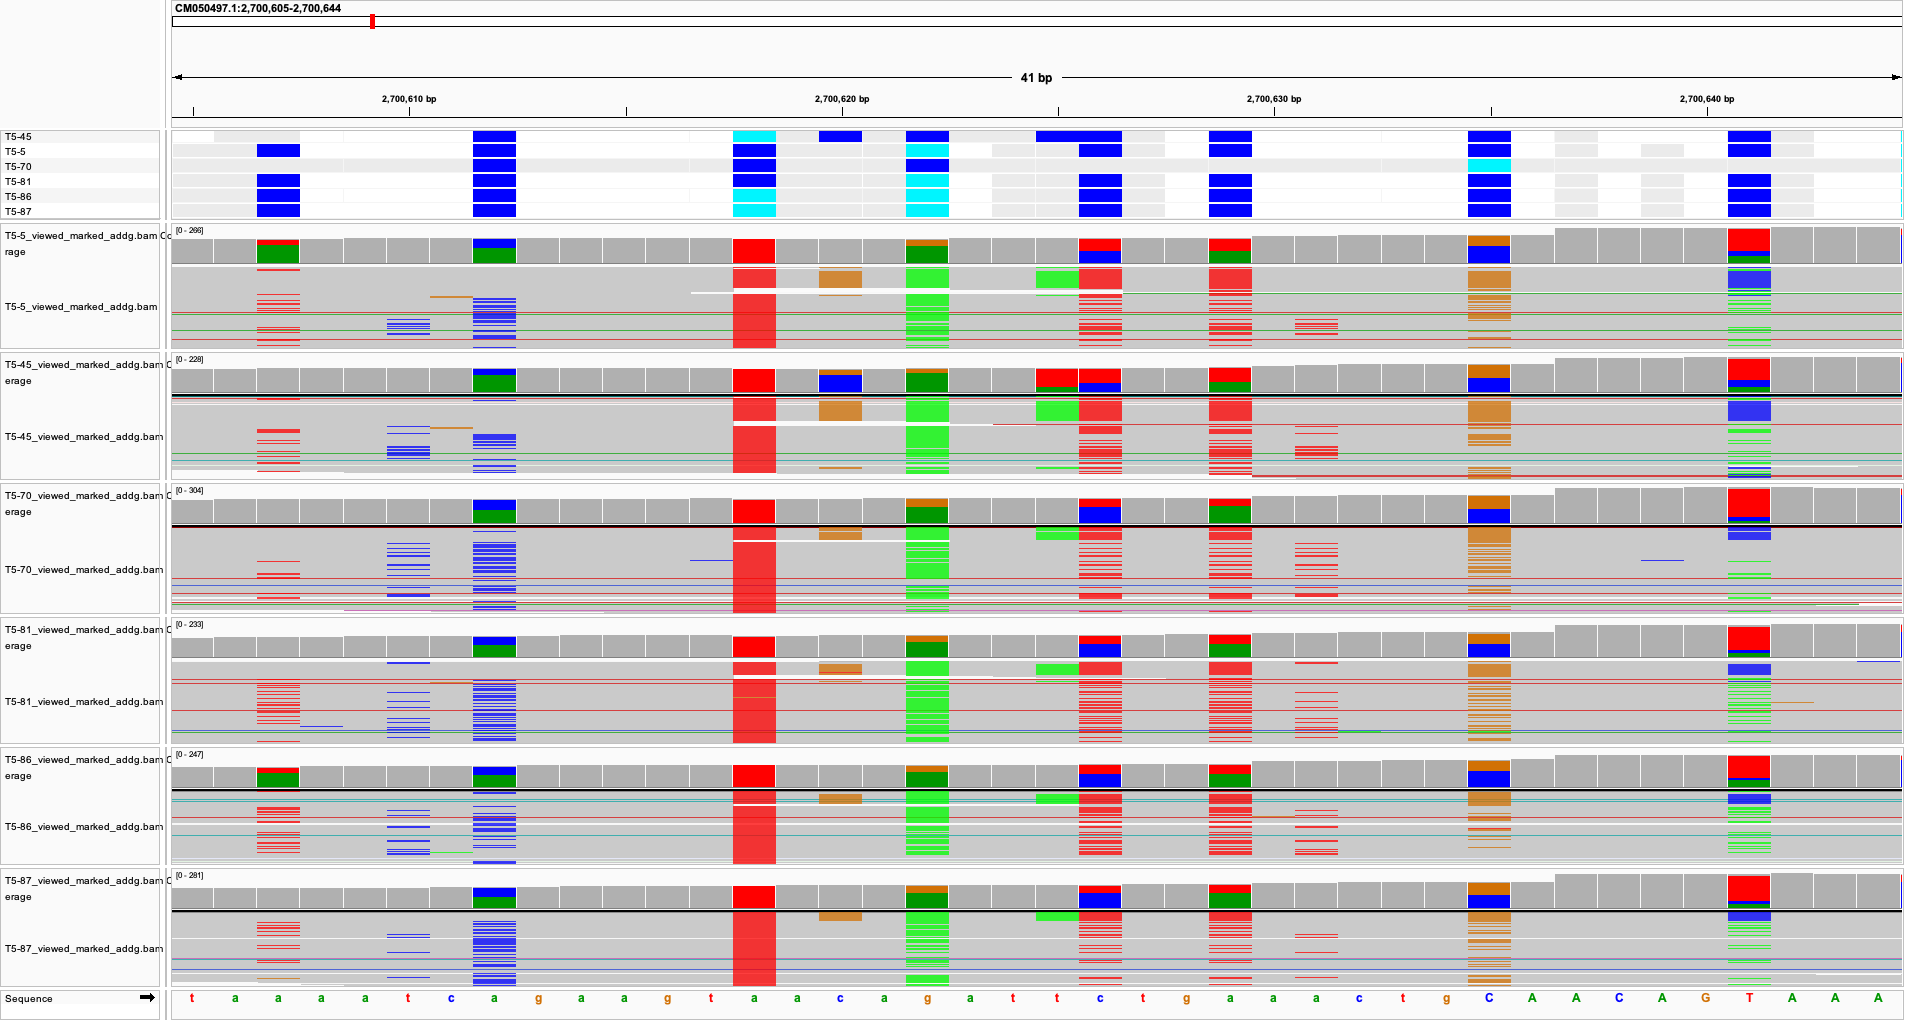 CM050497.1:2,700,605-2,700,644
41 bp
2,700,610 bp 2,700,620 bp 2,700,630 bp 2,700,640 bp
T5-45
T5-5
T5-70
T5-81
T5-86
T5-87
T5-5_viewed_marked_addg.bam Co
rage
[0 - 266]
T5-5_viewed_marked_addg.bam
T5-45_viewed_marked_addg.bam C
erage
[0 - 228]
T5-45_viewed_marked_addg.bam
T5-70_viewed_marked_addg.bam C
erage
[0 - 304]
T5-70_viewed_marked_addg.bam
T5-81_viewed_marked_addg.bam C
erage
[0 - 233]
T5-81_viewed_marked_addg.bam
T5-86_viewed_marked_addg.bam C
erage
[0 - 247]
T5-86_viewed_marked_addg.bam
T5-87_viewed_marked_addg.bam C
erage
[0 - 281]
T5-87_viewed_marked_addg.bam
Sequence t a a a a t c a g a a g t a a c a g a t t c t g a a a c t g C A A C A G T A A A